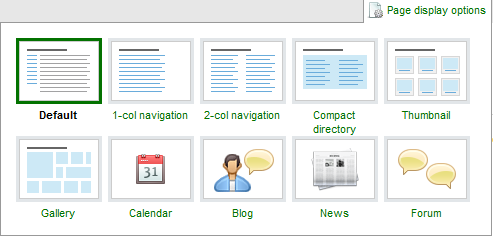 Page display options
Default
1-col navigation
2-col navigation
Compact
directory
Thumbnail
31
Gallery
Calendar
Blog
News
Forum